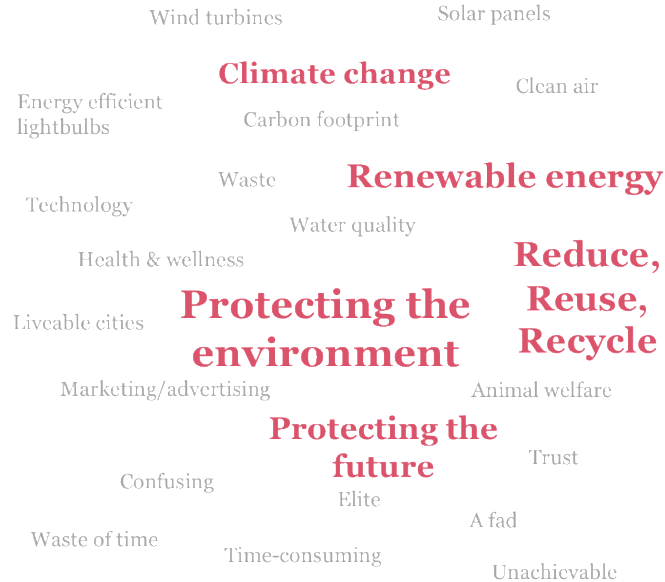 Wind turbines
Solar panels
Climate change
Clean air
Energy efficient
lightbulbs
Carbon footprint
Waste
Renewable energy
Technology
Water quality
Health & wellness
Reduce,
Reuse,
Recycle
Protecting the
environment
Liveable cities
Marketing/advertising
Animal welfare
Protecting the
future
Trust
Confusing
Elite
A fad
Waste of time
Time-consuming
Unachievable